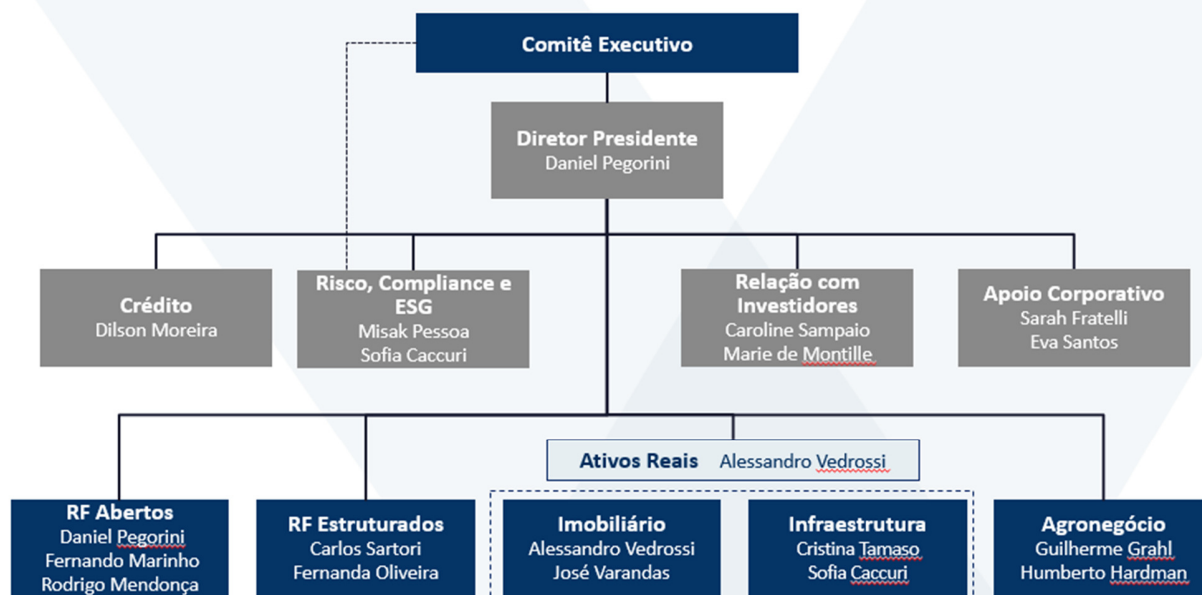 Comitê Executivo
Diretor Presidente
Daniel Pegorini
Crédito
Dilson Moreira
Risco, Compliance e
ESG
Misak Pessoa
Sofia Caccuri
Relação com
Investidores
Caroline Sampaio
Marie de Montille
Apoio Corporativo
Sarah Fratelli
Eva Santos
Ativos Reais Alessandro Vedrossi
RF Abertos
Daniel Pegorini
Fernando Marinho
Rodrigo Mendonça
RF Estruturados
Carlos Sartori
Fernanda Oliveira
Imobiliário
Alessandro Vedrossi
José Varandas
Infraestrutura
Cristina Tamaso
Sofia Caccuri
Agronegócio
Guilherme Grahl
Humberto Hardman